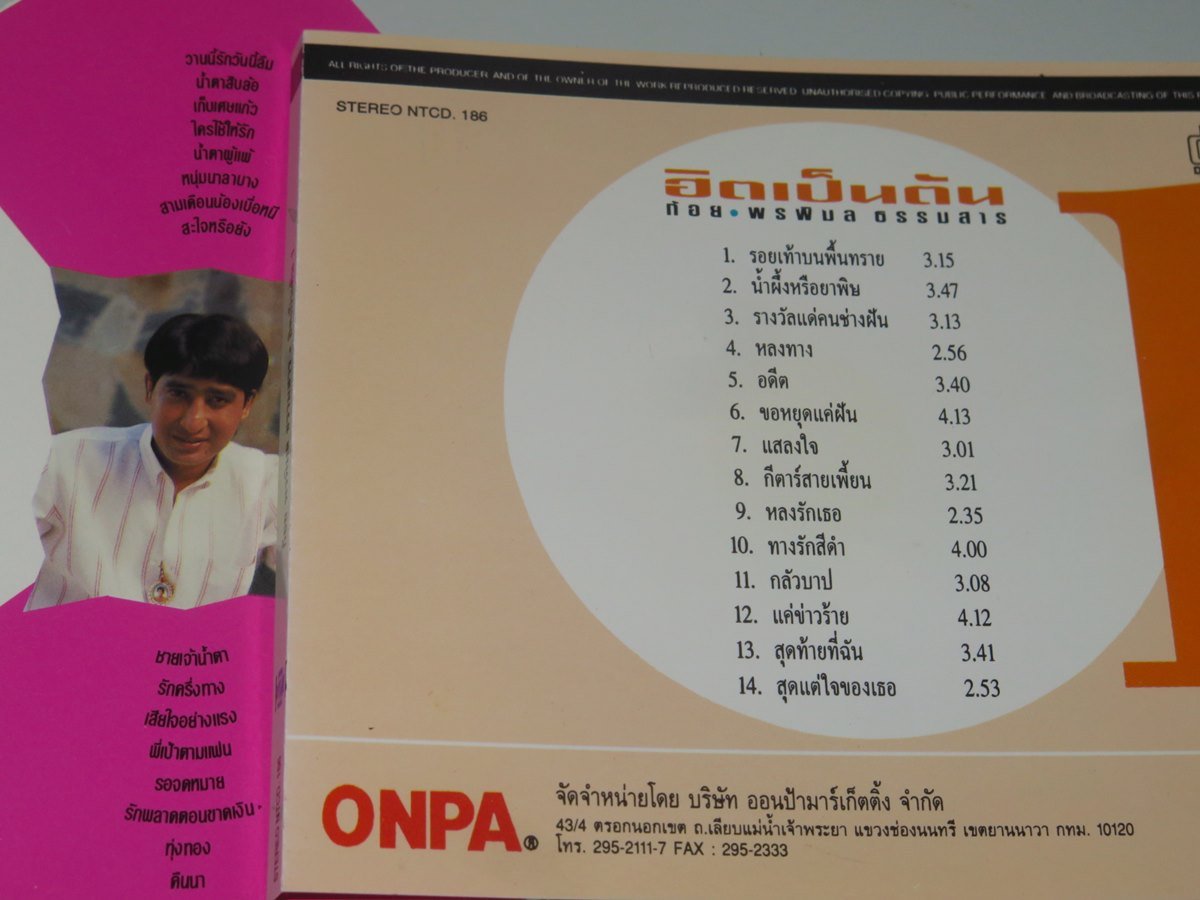 วานนี้รักวันนี้ลืม
น้ำตาสิบล้อ
เก็บเศษแก้ว
ใครใช้ให้รัก
น้ำตาผู้แพ้
หนุ่มนาลาบาง
สามเดือนน้องเบื่อหนี
สะใจหรือยัง
ชายเจ้าน้ำตา
รักครึ่งทาง
เสียใจอย่างแรง
พี่เป้าตามแฟน
รอจดหมาย
รักพลาดตอนขาดเงิน
ทุ่งทอง
คืนนา
STEREO NTCD. 186
ALL RIGHTS OF THE PRODUCER AND OF THE OWNER OF THE WORK REPRODUCED RESERVED UNAUTHORISED COPYING PUBLIC PERFORMANCE AND BROADCASTING OF THIS
STEREO NTCD. 186
ฮิตเป็นตัน
ก้อย • พรพิมล ธรรมสาร
1. รอยเท้าบนพื้นทราย 3.15
2. น้ำผึ้งหรือยาพิษ 3.47
3. รางวัลแด่คนช่างฝัน 3.13
4. หลงทาง 2.56
5. อดีต 3.40
6. ขอหยุดแค่ฝัน 4.13
7. แสลงใจ 3.01
8. กีตาร์สายเพี้ยน 3.21
9. หลงรักเธอ 2.35
10. ทางรักสีดำ 4.00
11. กลัวบาป 3.08
12. แค่ข่าวร้าย 4.12
13. สุดท้ายที่ฉัน 3.41
14. สุดแต่ใจของเธอ 2.53
ONPA®
จัดจำหน่ายโดย บริษัท ออนป้ามาร์เก็ตติ้ง จำกัด
43/4 ตรอกนอกเขต ถ.เลียบแม่น้ำเจ้าพระยา แขวงช่องนนทรี เขตยานนาวา กทม. 10120
โทร. 295-2111-7 FAX : 295-2333